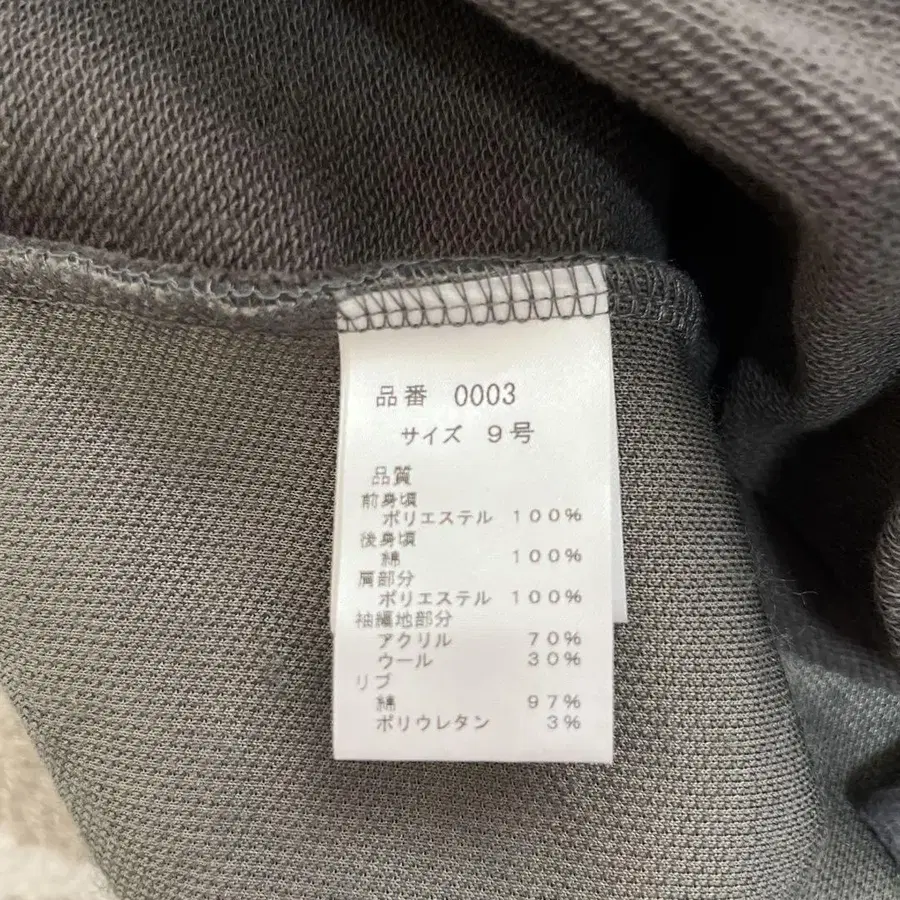 品番 0003
サイズ 9号
品質
前身頃
ポリエステル 100%
後身頃
綿 100%
肩部分
ポリエステル 100%
袖編地部分
アクリル 70%
ウール 30%
リブ
綿 97%
ポリウレタン 3%